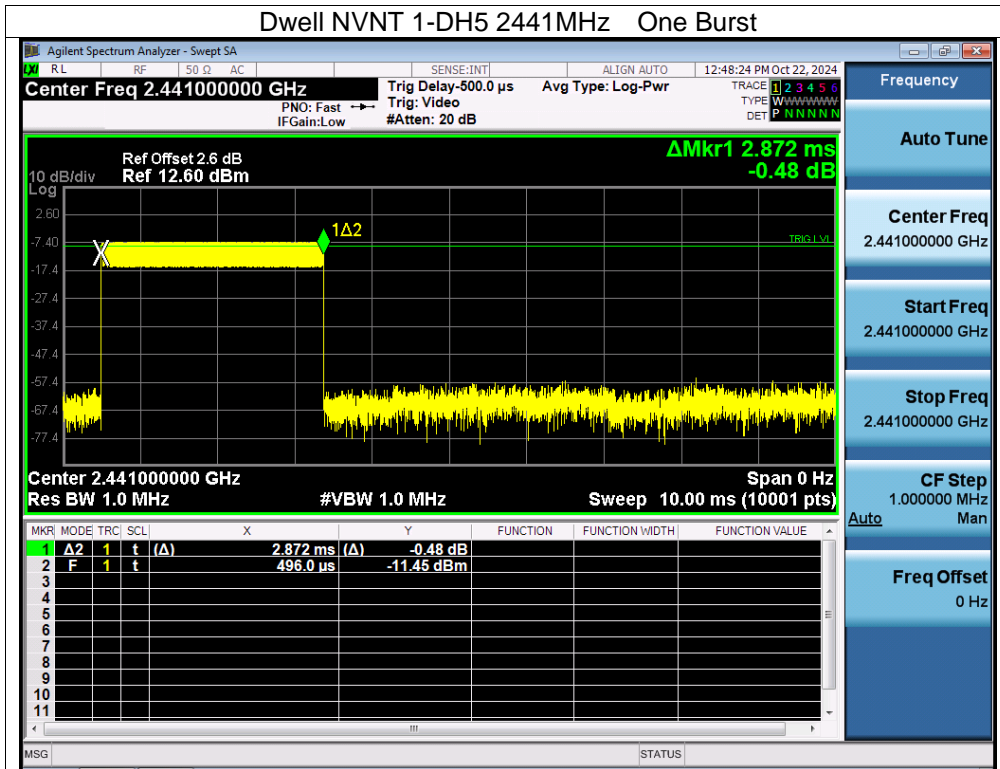 Dwell NVNT 1-DH5 2441MHz One Burst
Agilent Spectrum Analyzer - Swept SA
LXI RL RF 50 Ω AC SENSE:INT ALIGN AUTO 12:48:24 PM Oct 22, 2024
Center Freq 2.441000000 GHz
PNO: Fast
IFGain:Low
Trig Delay-500.0 µs
Trig: Video
#Atten: 20 dB
Avg Type: Log-Pwr
TRACE 1 2 3 4 5 6
TYPE WWWWWW
DET P NNNNN
Frequency
Auto Tune
Center Freq
2.441000000 GHz
Start Freq
2.441000000 GHz
Stop Freq
2.441000000 GHz
CF Step
1.000000 MHz
Auto Man
Freq Offset
0 Hz
ΔMkr1 2.872 ms
-0.48 dB
Ref Offset 2.6 dB
10 dB/div Ref 12.60 dBm
Log
2.60
-7.40
-17.4
-27.4
-37.4
-47.4
-57.4
-67.4
-77.4
1Δ2
TRIG LVL
Center 2.441000000 GHz Span 0 Hz
Res BW 1.0 MHz #VBW 1.0 MHz Sweep 10.00 ms (10001 pts)
MKR MODE TRC SCL X Y FUNCTION FUNCTION WIDTH FUNCTION VALUE
1 Δ2 1 t (Δ) 2.872 ms (Δ) -0.48 dB
2 F 1 t 496.0 µs -11.45 dBm
3
4
5
6
7
8
9
10
11
MSG STATUS